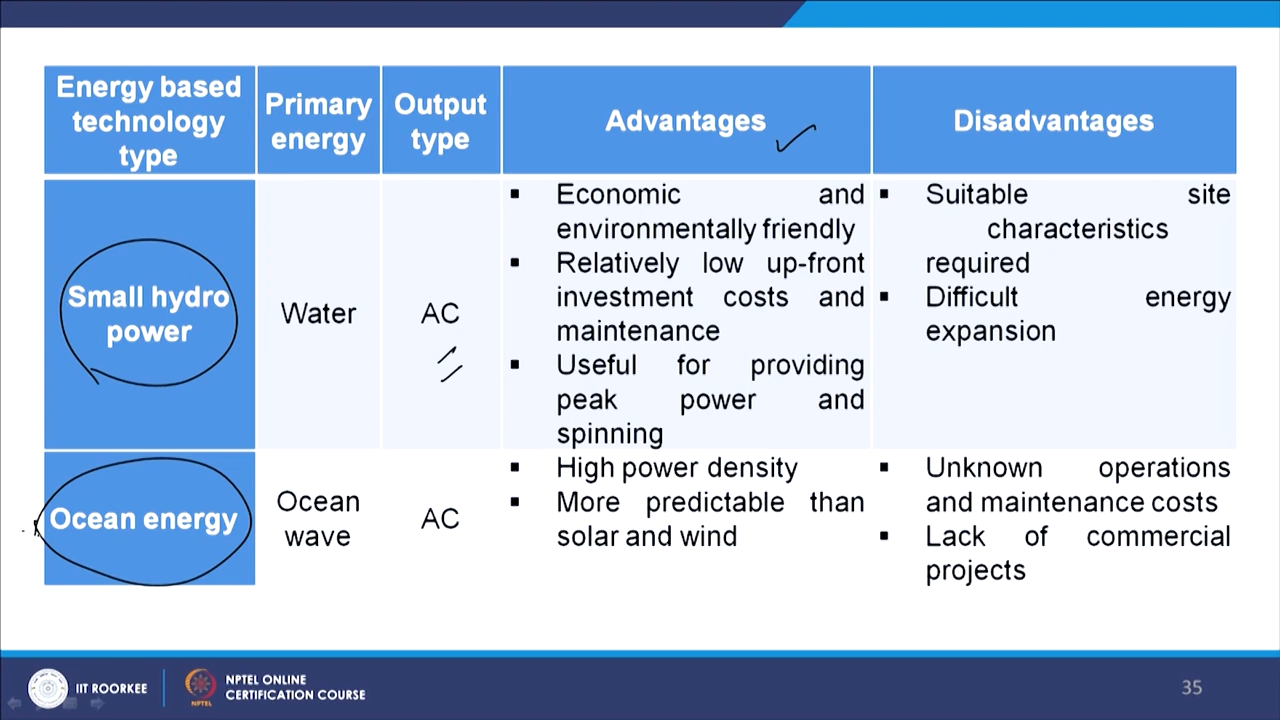 Energy based
technology
type
Primary
energy
Output
type
Advantages
Disadvantages
Small hydro
power
Water
AC
▪ Economic and
environmentally friendly
▪ Relatively low up-front
investment costs and
maintenance
▪ Useful for providing
peak power and
spinning
▪ Suitable site
characteristics
required
▪ Difficult energy
expansion
Ocean energy
Ocean
wave
AC
▪ High power density
▪ More predictable than
solar and wind
▪ Unknown operations
and maintenance costs
▪ Lack of commercial
projects
IIT ROORKEE
NPTEL
NPTEL ONLINE
CERTIFICATION COURSE
35